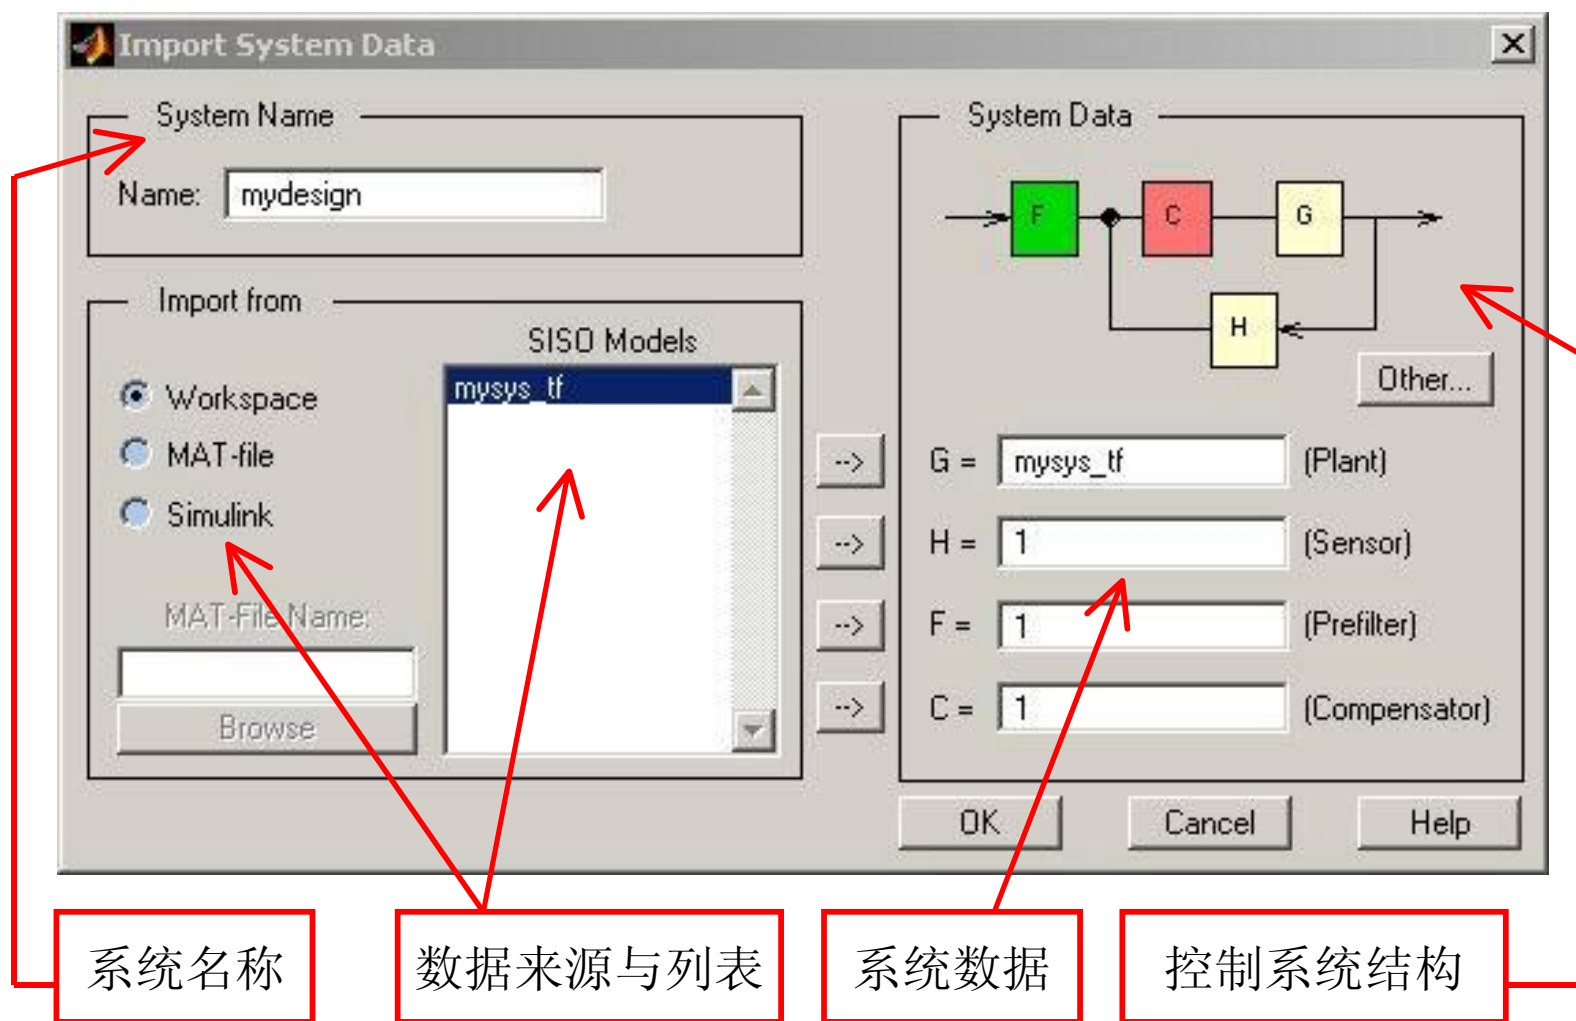 Import System Data
System Name
Name: mydesign
Import from
SISO Models
Workspace
MAT-file
Simulink
mysys_tf
MAT-File Name:
Browse
-->
-->
-->
-->
System Data
F
C
G
H
Other...
G = mysys_tf (Plant)
H = 1 (Sensor)
F = 1 (Prefilter)
C = 1 (Compensator)
OK
Cancel
Help
系统名称
数据来源与列表
系统数据
控制系统结构